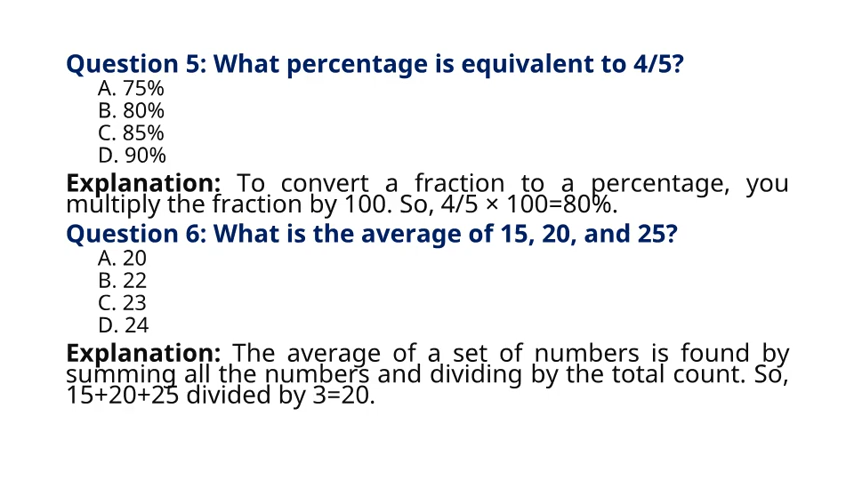 Question 5: What percentage is equivalent to 4/5?
A. 75%
B. 80%
C. 85%
D. 90%
Explanation: To convert a fraction to a percentage, you
multiply the fraction by 100. So, 4/5 × 100=80%.
Question 6: What is the average of 15, 20, and 25?
A. 20
B. 22
C. 23
D. 24
Explanation: The average of a set of numbers is found by
summing all the numbers and dividing by the total count. So,
15+20+25 divided by 3=20.